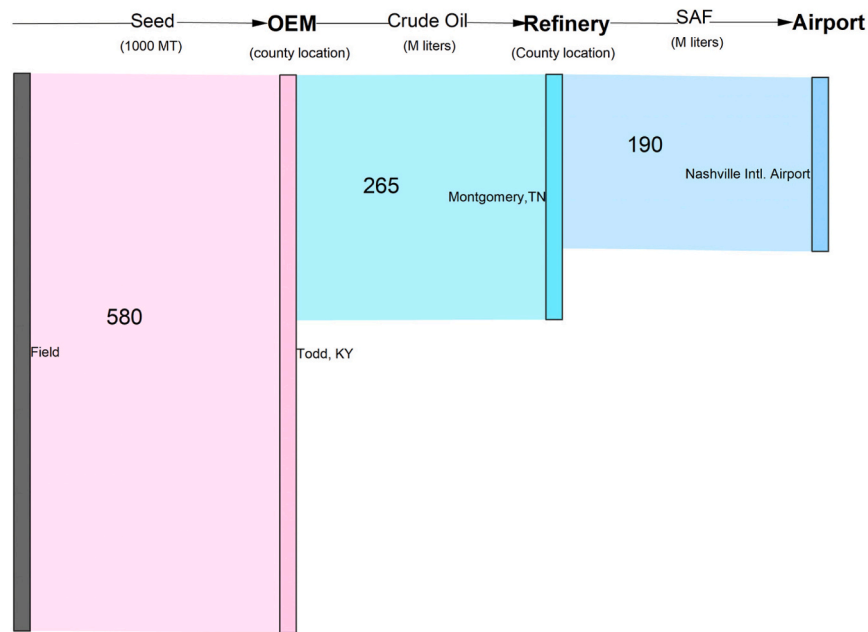 Seed OEM Crude Oil Refinery SAF Airport
(1000 MT) (county location) (M liters) (County location) (M liters)
190
Nashville Intl. Airport
265
Montgomery,TN
580
Field
Todd, KY